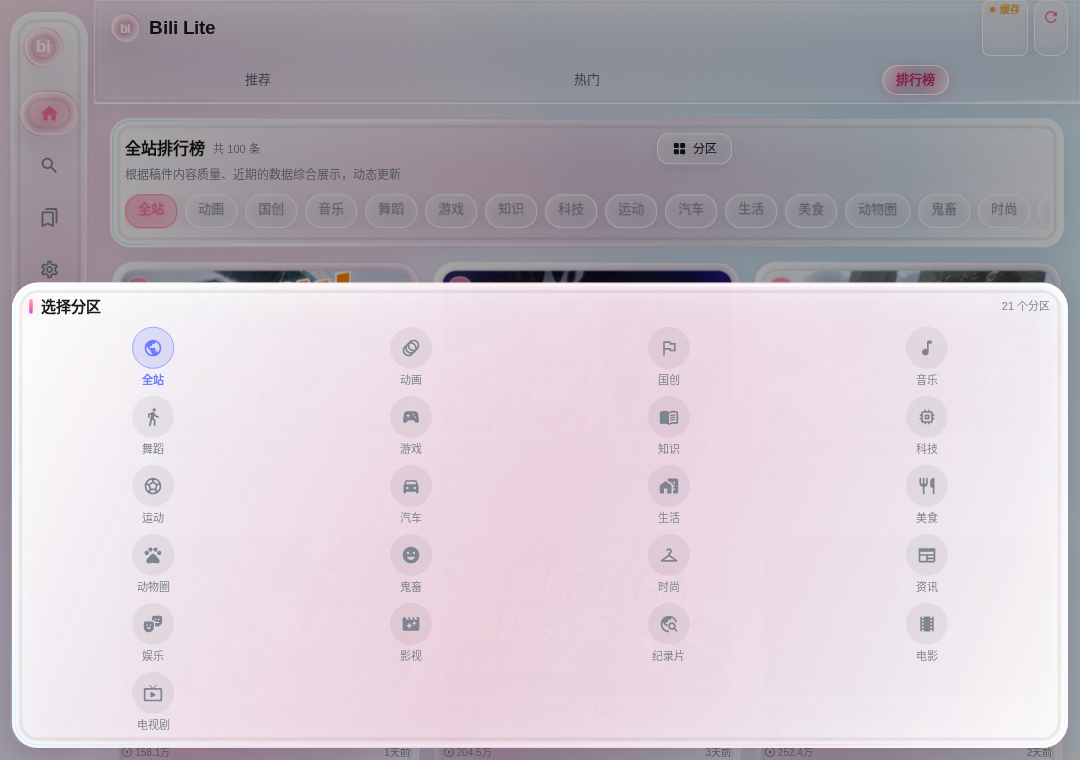 bi
bi Bili Lite
缓存
推荐 热门 排行榜
全站排行榜 共 100 条
分区
根据稿件内容质量、近期的数据综合展示，动态更新
全站 动画 国创 音乐 舞蹈 游戏 知识 科技 运动 汽车 生活 美食 动物圈 鬼畜 时尚
选择分区 21 个分区
全站 动画 国创 音乐
舞蹈 游戏 知识 科技
运动 汽车 生活 美食
动物圈 鬼畜 时尚 资讯
娱乐 影视 纪录片 电影
电视剧
158.1万 1天前 204.5万 3天前 252.4万 2天前